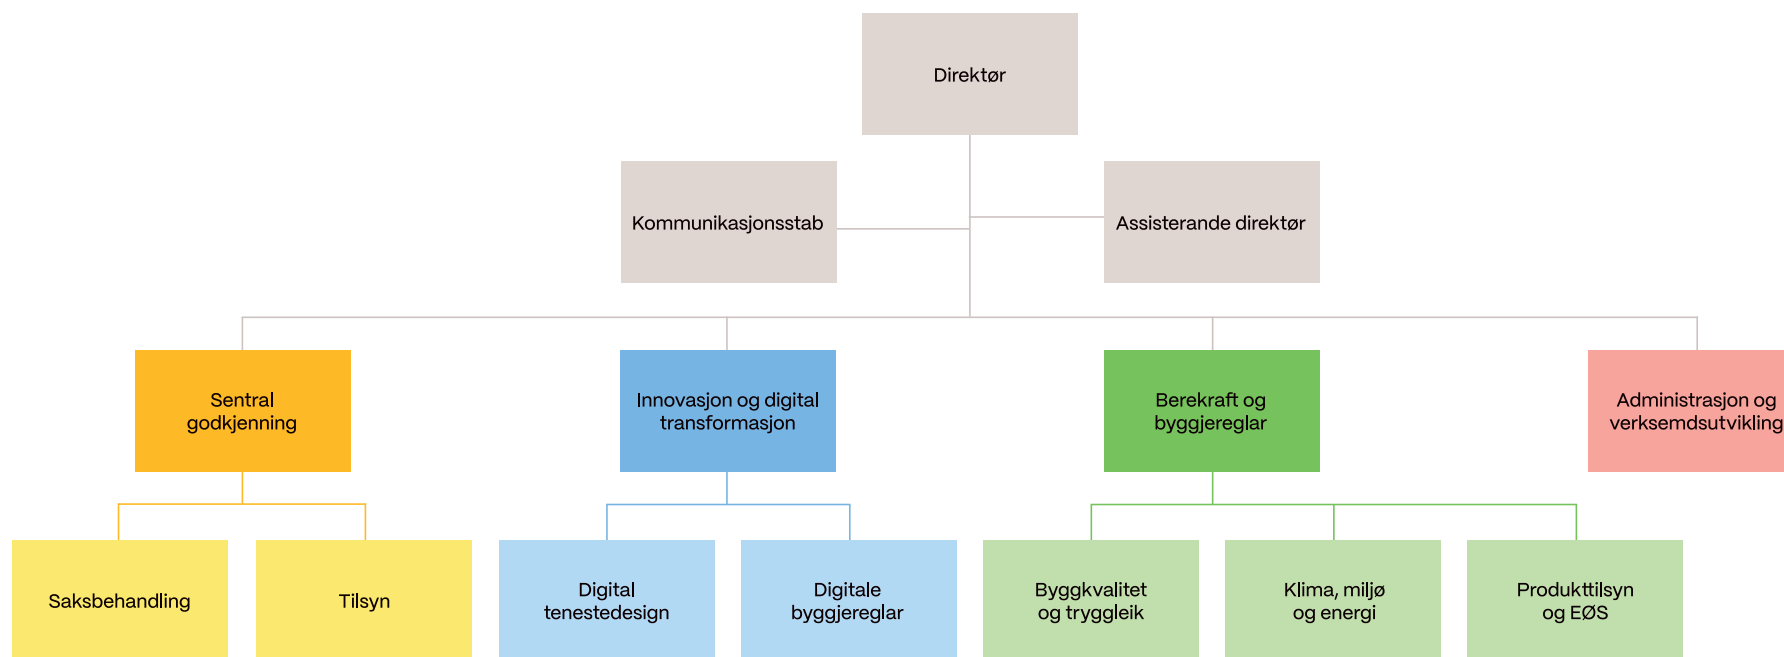 Direktør
Kommunikasjonsstab
Assisterande direktør
Sentral
godkjenning
Innovasjon og digital
transformasjon
Berekraft og
byggjereglar
Administrasjon og
verksemdsutvikling
Saksbehandling
Tilsyn
Digital
tenestedesign
Digitale
byggjereglar
Byggkvalitet
og tryggleik
Klima, miljø
og energi
Produkttilsyn
og EØS